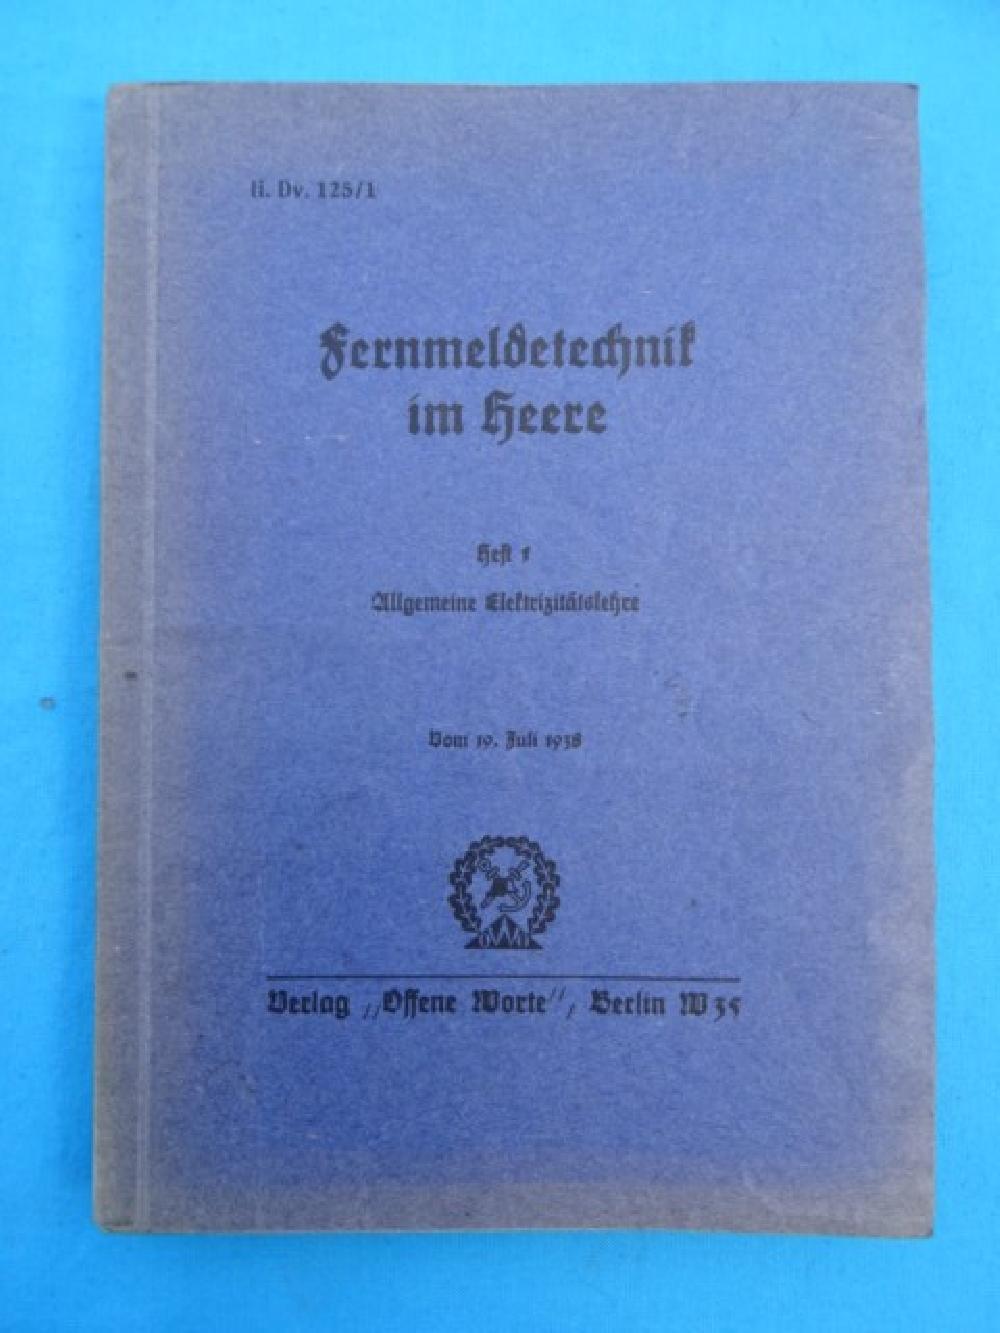 H. Dv. 125/1
Fernmeldetechnik
im Heere
Heft 1
Allgemeine Elektrizitätslehre
Vom 19. Juli 1938
Verlag „Offene Worte“, Berlin W 35